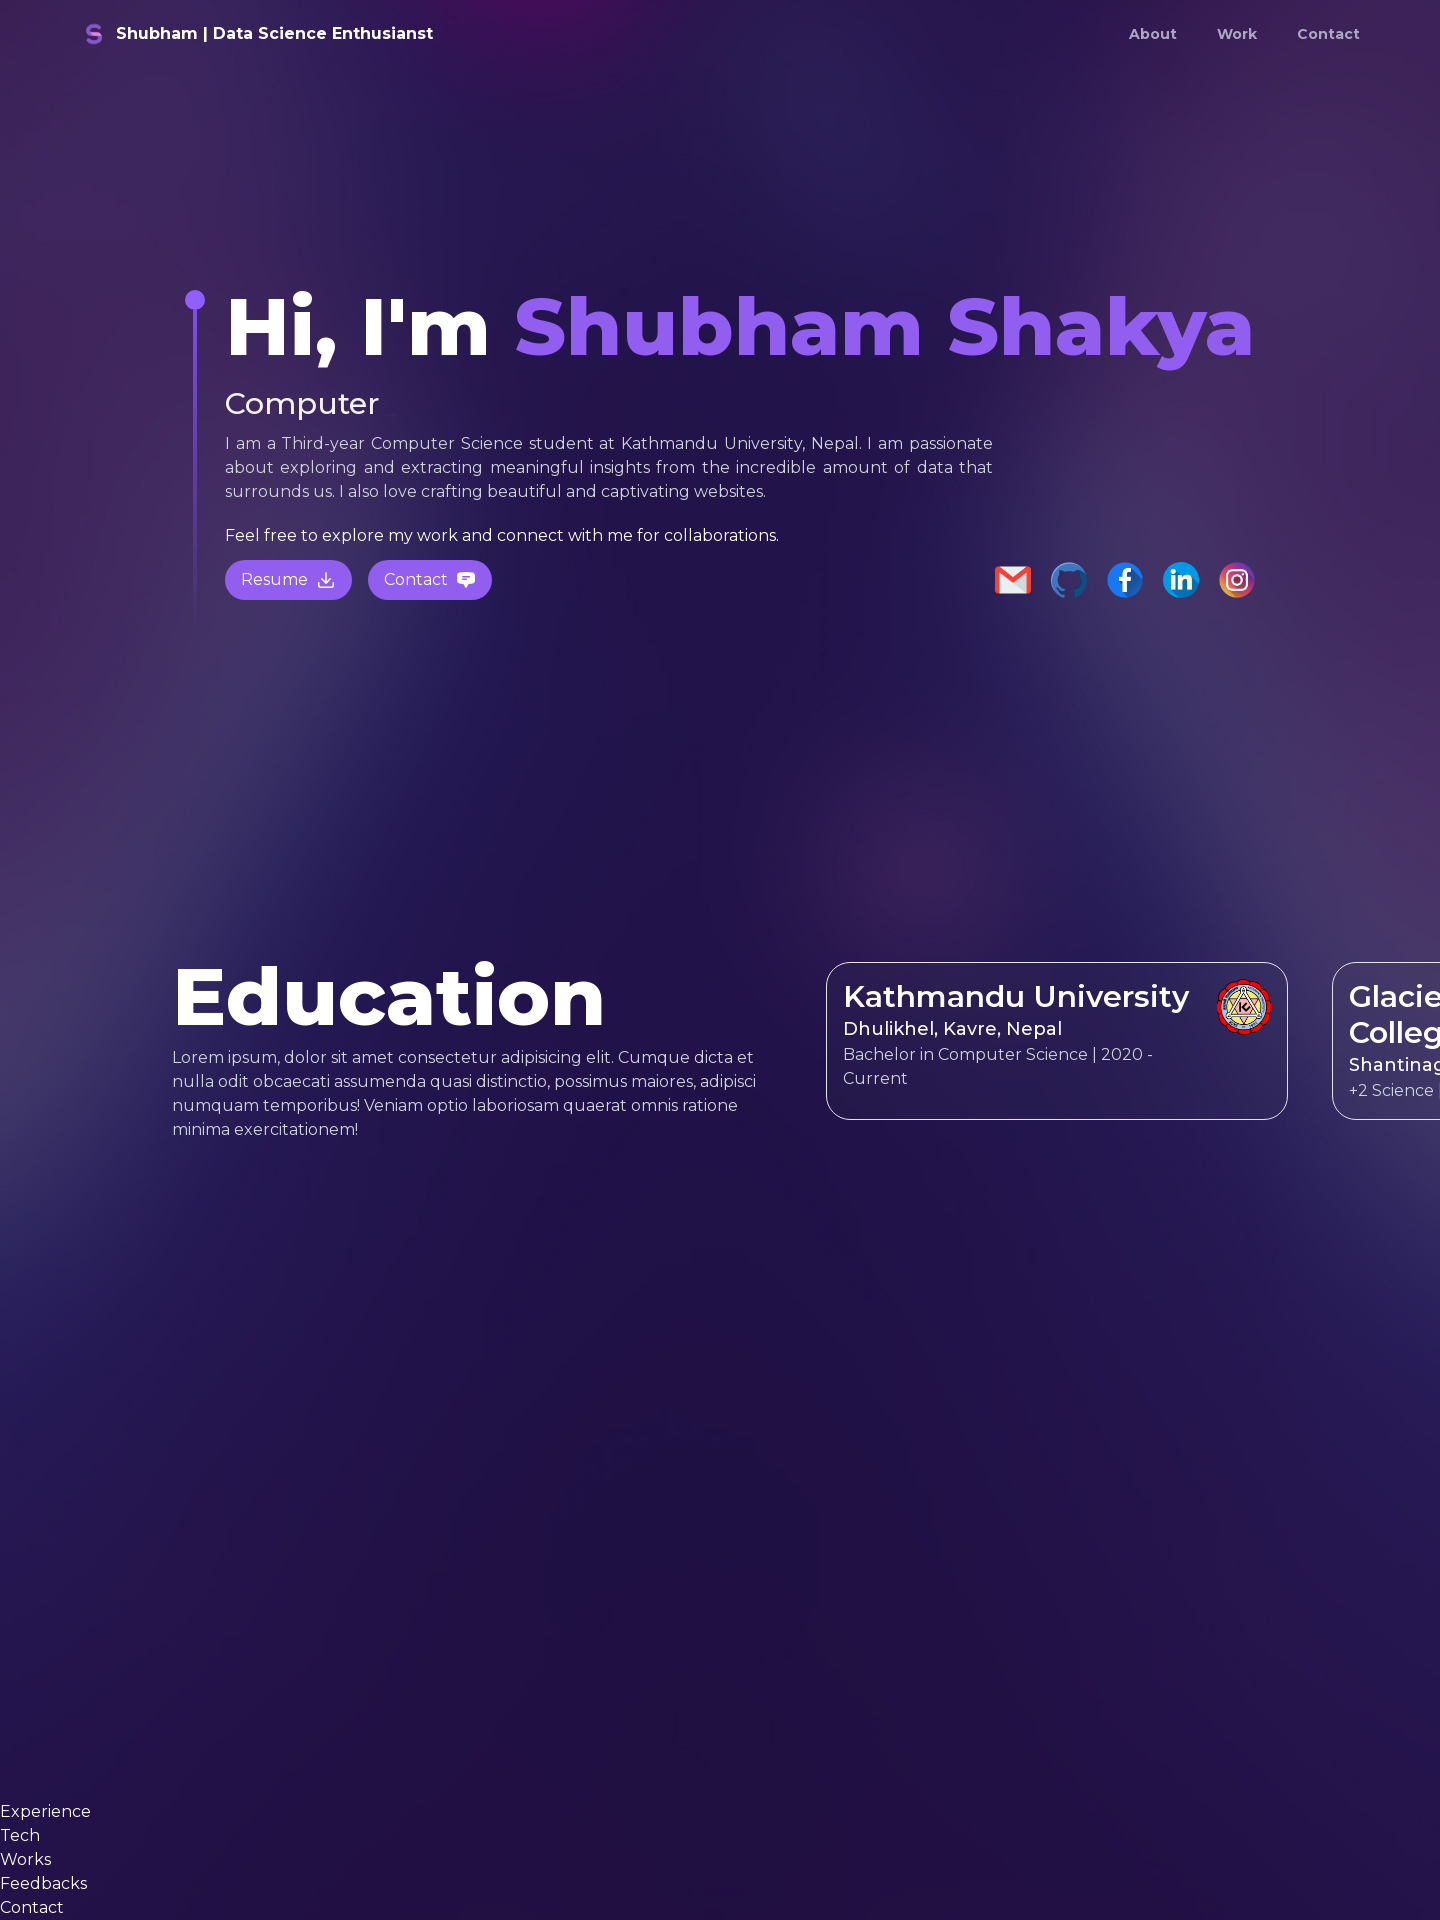 Shubham | Data Science Enthusianst
About
Work
Contact
Hi, I'm Shubham Shakya
Computer
I am a Third-year Computer Science student at Kathmandu University, Nepal. I am passionate
about exploring and extracting meaningful insights from the incredible amount of data that
surrounds us. I also love crafting beautiful and captivating websites.
Feel free to explore my work and connect with me for collaborations.
Resume
Contact
Education
Lorem ipsum, dolor sit amet consectetur adipisicing elit. Cumque dicta et
nulla odit obcaecati assumenda quasi distinctio, possimus maiores, adipisci
numquam temporibus! Veniam optio laboriosam quaerat omnis ratione
minima exercitationem!
Kathmandu University
Dhulikhel, Kavre, Nepal
Bachelor in Computer Science | 2020 -
Current
Glacie
Colleg
Shantinag
+2 Science |
Experience
Tech
Works
Feedbacks
Contact